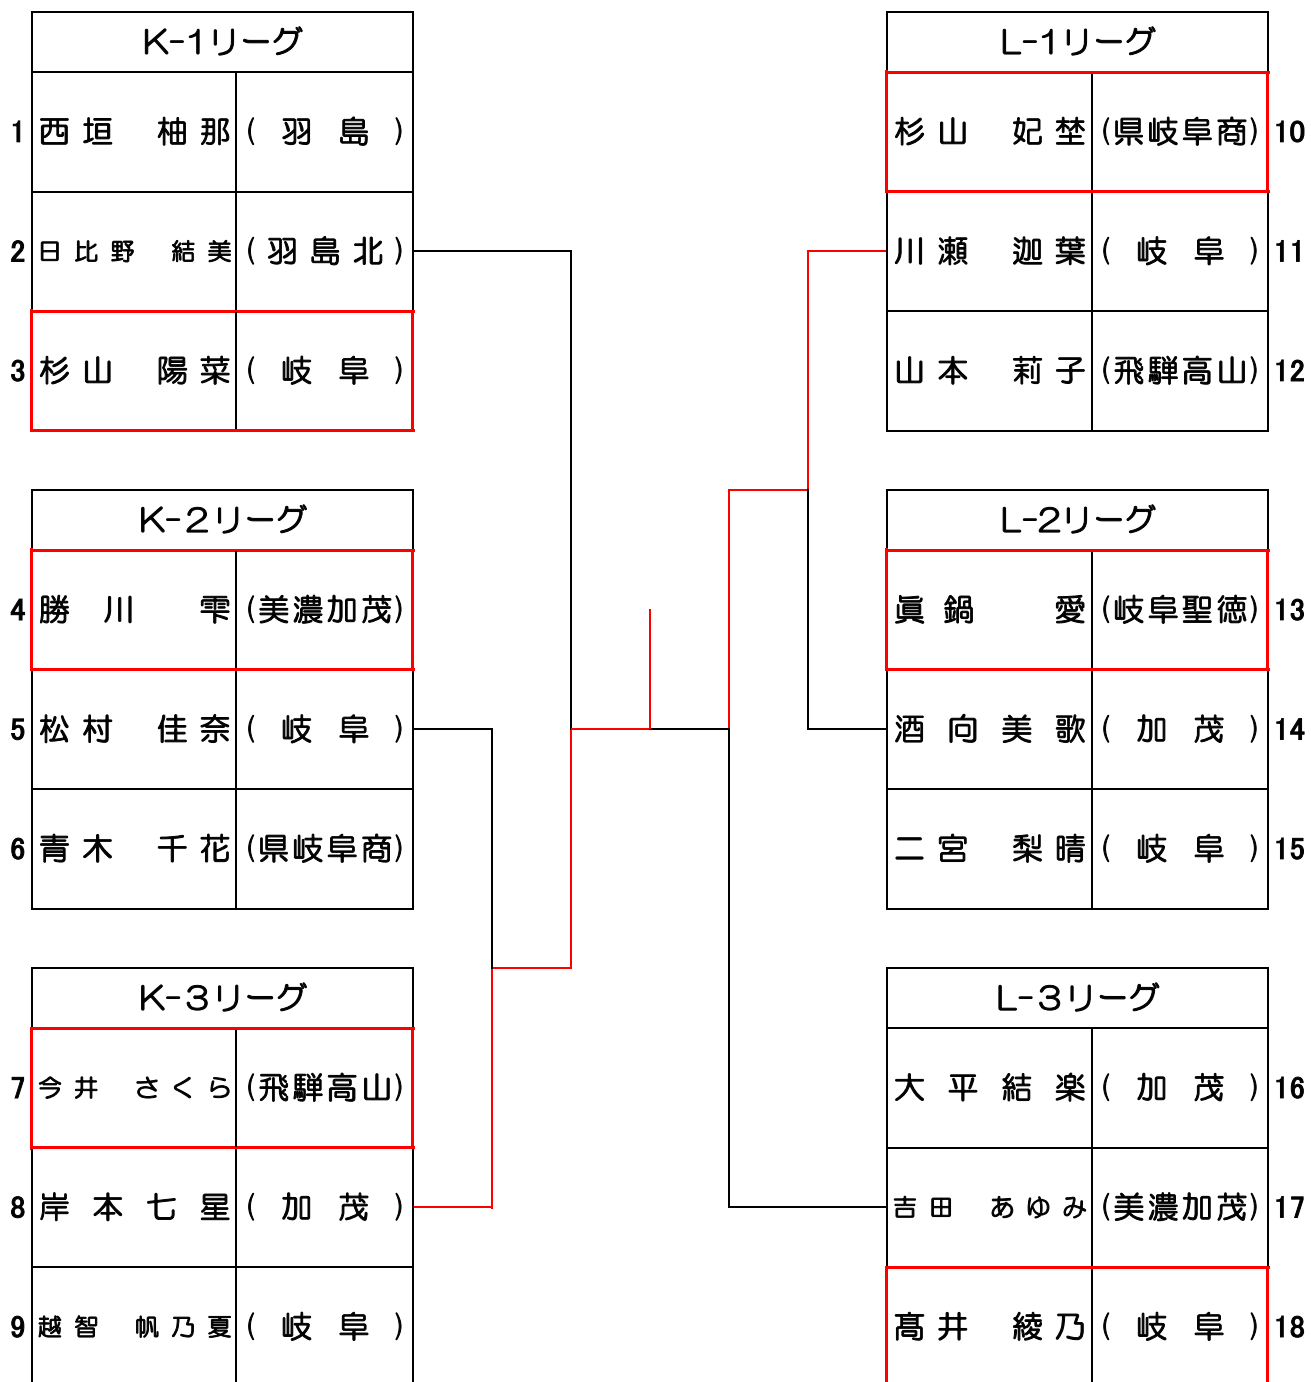 K-1リーグ
1 西垣 柚那 (羽島)
2 日比野 結美 (羽島北)
3 杉山 陽菜 (岐阜)
K-2リーグ
4 勝川 雫 (美濃加茂)
5 松村 佳奈 (岐阜)
6 青木 千花 (県岐阜商)
K-3リーグ
7 今井 さくら (飛騨高山)
8 岸本七星 (加茂)
9 越智 帆乃夏 (岐阜)
L-1リーグ
杉山 妃埜 (県岐阜商) 10
川瀬 迦葉 (岐阜) 11
山本 莉子 (飛騨高山) 12
L-2リーグ
眞鍋 愛 (岐阜聖徳) 13
酒向美歌 (加茂) 14
二宮 梨晴 (岐阜) 15
L-3リーグ
大平結楽 (加茂) 16
吉田 あゆみ (美濃加茂) 17
髙井 綾乃 (岐阜) 18